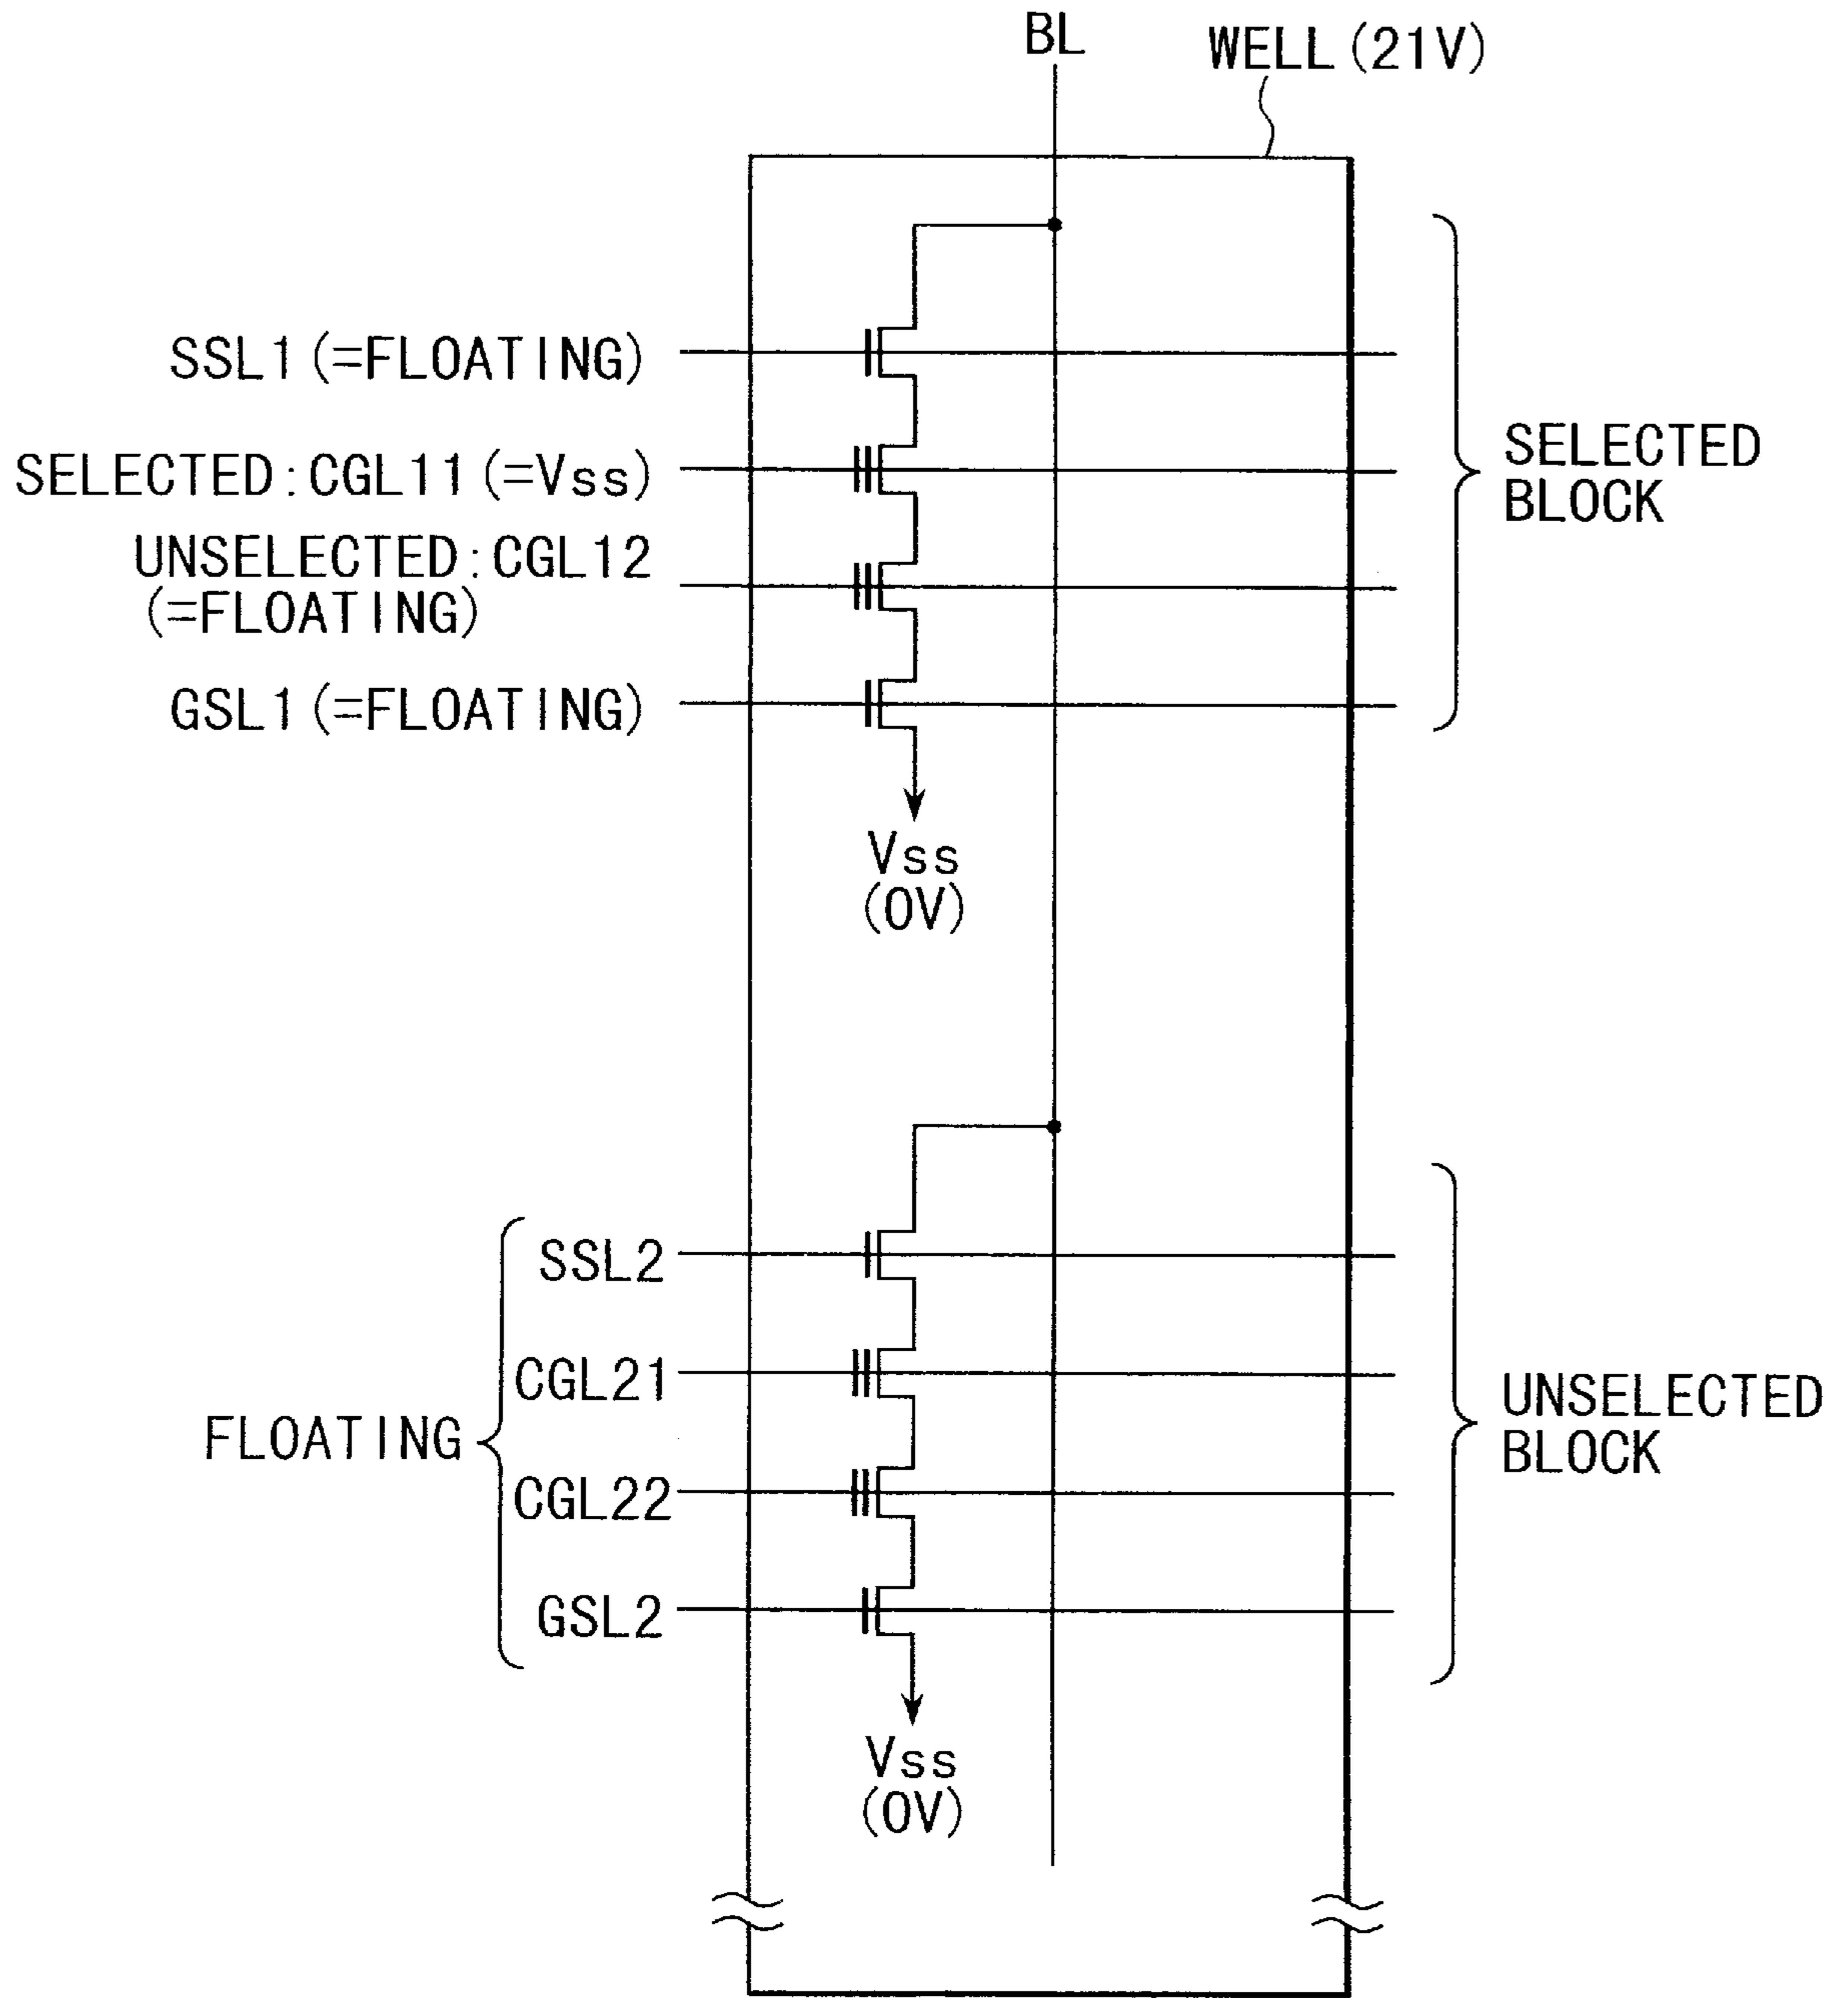 BL
WELL(21V)
SSL1(=FLOATING)
SELECTED:CGL11(=Vss)
UNSELECTED:CGL12
(=FLOATING)
GSL1(=FLOATING)
SELECTED
BLOCK
Vss
(0V)
SSL2
CGL21
FLOATING
CGL22
GSL2
UNSELECTED
BLOCK
Vss
(0V)